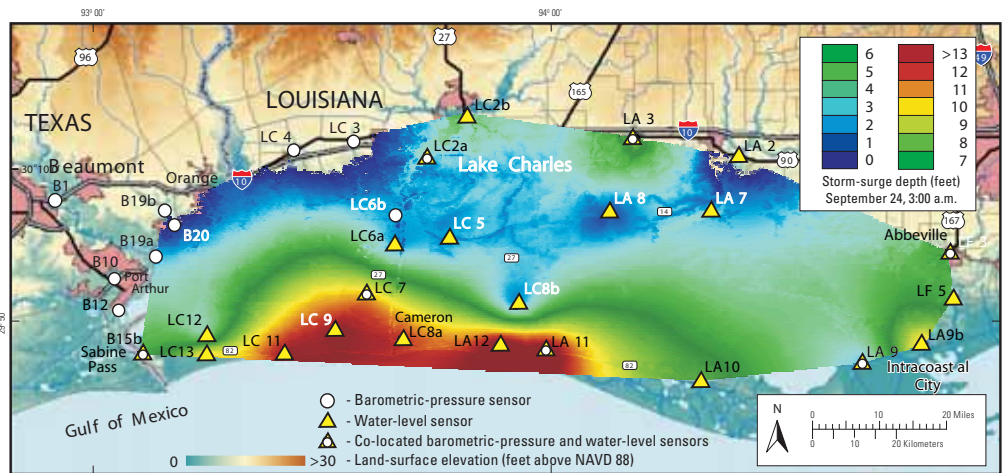 93° 00'
94° 00'
96
27
165
49
LOUISIANA
TEXAS
LC2b
LA 3
10
LC 3
LC 4
LC2a
Lake Charles
LA 2
90
30°10'
Beaumont
Orange
10
B1
B19b
B20
LC6b
LC 5
LA 8
14
LA 7
167
Abbeville
B19a
LC6a
27
B10
Port
Arthur
27
LC 7
LC8b
LF 5
B12
29°50'
LC12
LC 9
Cameron
LC8a
LA12
LA 11
LA9b
B15b
Sabine
Pass
LC13
82
LC 11
82
LA10
LA 9
Intracoast al
City
Gulf of Mexico
6
5
4
3
2
1
0
>13
12
11
10
9
8
7
Storm-surge depth (feet)
September 24, 3:00 a.m.
- Barometric-pressure sensor
- Water-level sensor
- Co-located barometric-pressure and water-level sensors
0 >30 - Land-surface elevation (feet above NAVD 88)
N
0 10 20 Miles
0 10 20 Kilometers